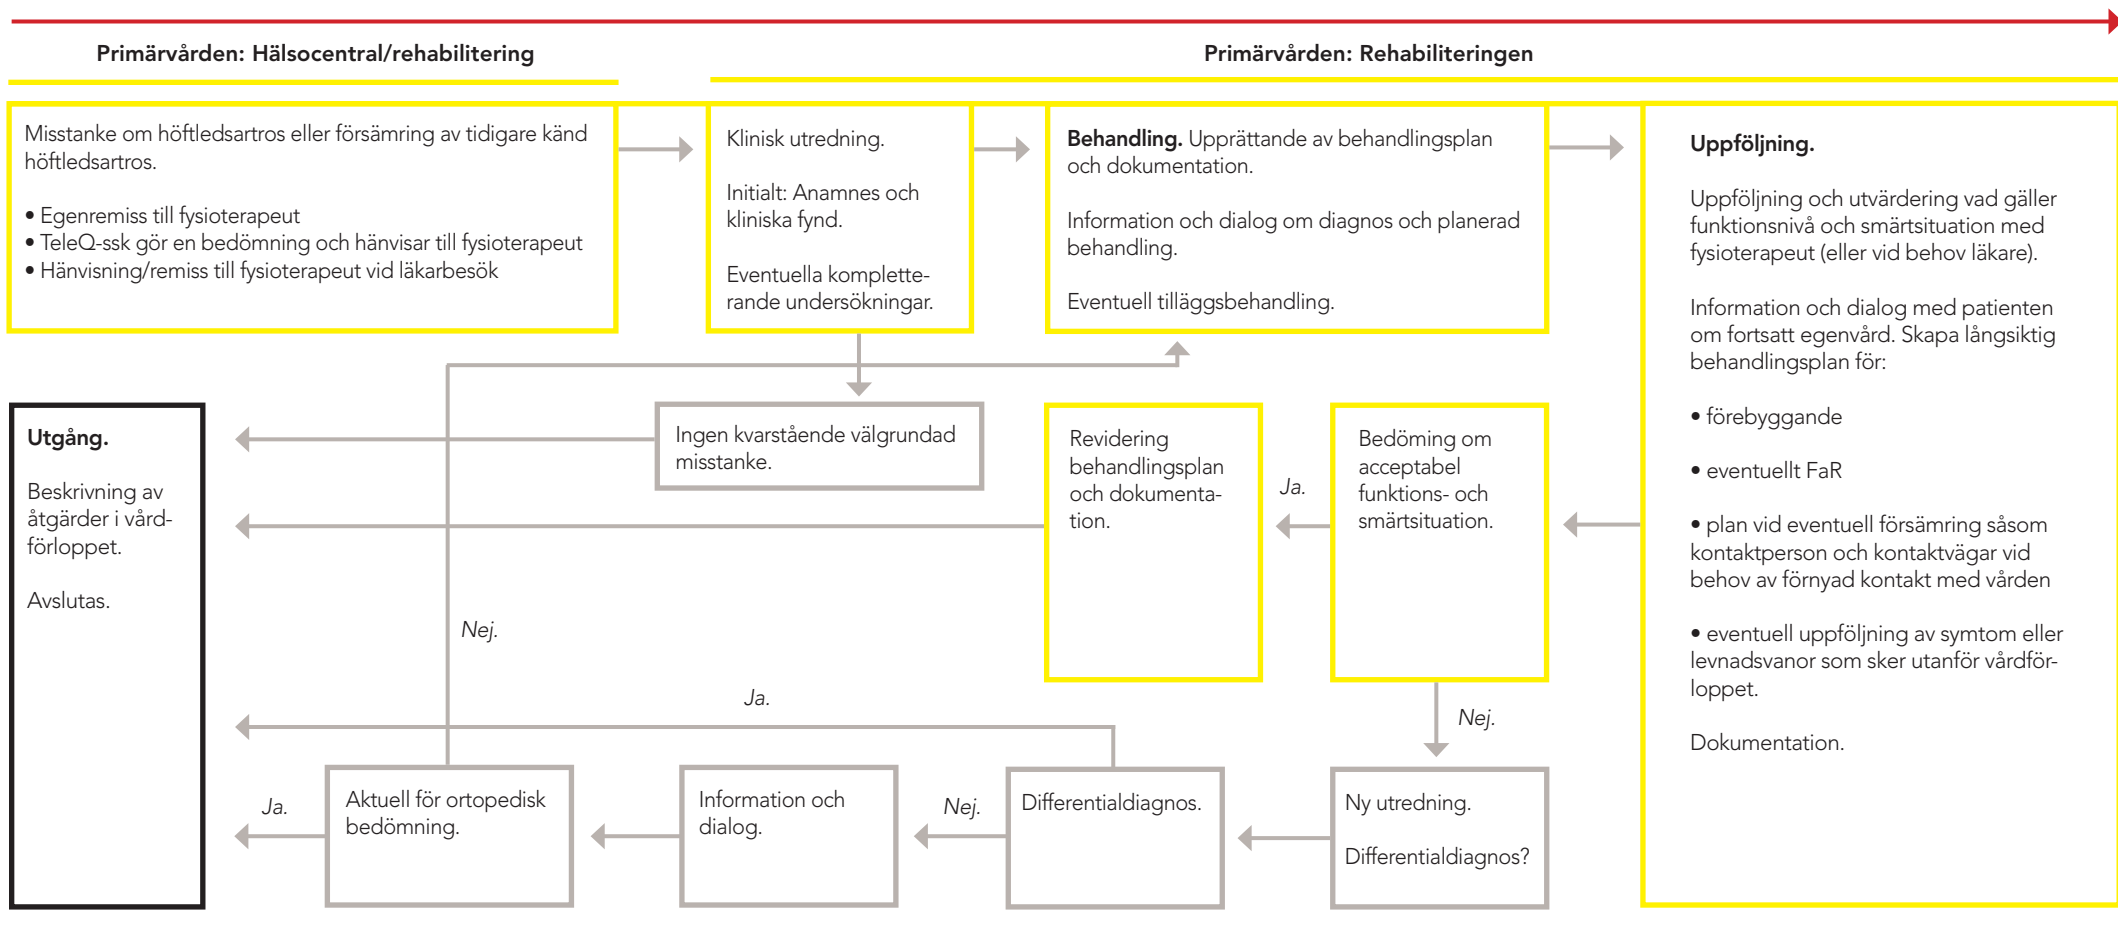 Primärvården: Hälsocentral/rehabilitering
Primärvården: Rehabiliteringen
Misstanke om höftledsartros eller försämring av tidigare känd
höftledsartros.
• Egenremiss till fysioterapeut
• TeleQ-ssk gör en bedömning och hänvisar till fysioterapeut
• Hänvisning/remiss till fysioterapeut vid läkarbesök
Klinisk utredning.
Initialt: Anamnes och
kliniska fynd.
Eventuella komplette-
rande undersökningar.
Behandling. Upprättande av behandlingsplan
och dokumentation.
Information och dialog om diagnos och planerad
behandling.
Eventuell tilläggsbehandling.
Uppföljning.
Uppföljning och utvärdering vad gäller
funktionsnivå och smärtsituation med
fysioterapeut (eller vid behov läkare).
Information och dialog med patienten
om fortsatt egenvård. Skapa långsiktig
behandlingsplan för:
• förebyggande
• eventuellt FaR
• plan vid eventuell försämring såsom
kontaktperson och kontaktvägar vid
behov av förnyad kontakt med vården
• eventuell uppföljning av symtom eller
levnadsvanor som sker utanför vårdför-
loppet.
Dokumentation.
Utgång.
Beskrivning av
åtgärder i vård-
förloppet.
Avslutas.
Ingen kvarstående välgrundad
misstanke.
Revidering
behandlingsplan
och dokumenta-
tion.
Ja.
Bedöming om
acceptabel
funktions- och
smärtsituation.
Nej.
Ja.
Nej.
Ja.
Aktuell för ortopedisk
bedömning.
Information och
dialog.
Nej.
Differentialdiagnos.
Ny utredning.
Differentialdiagnos?